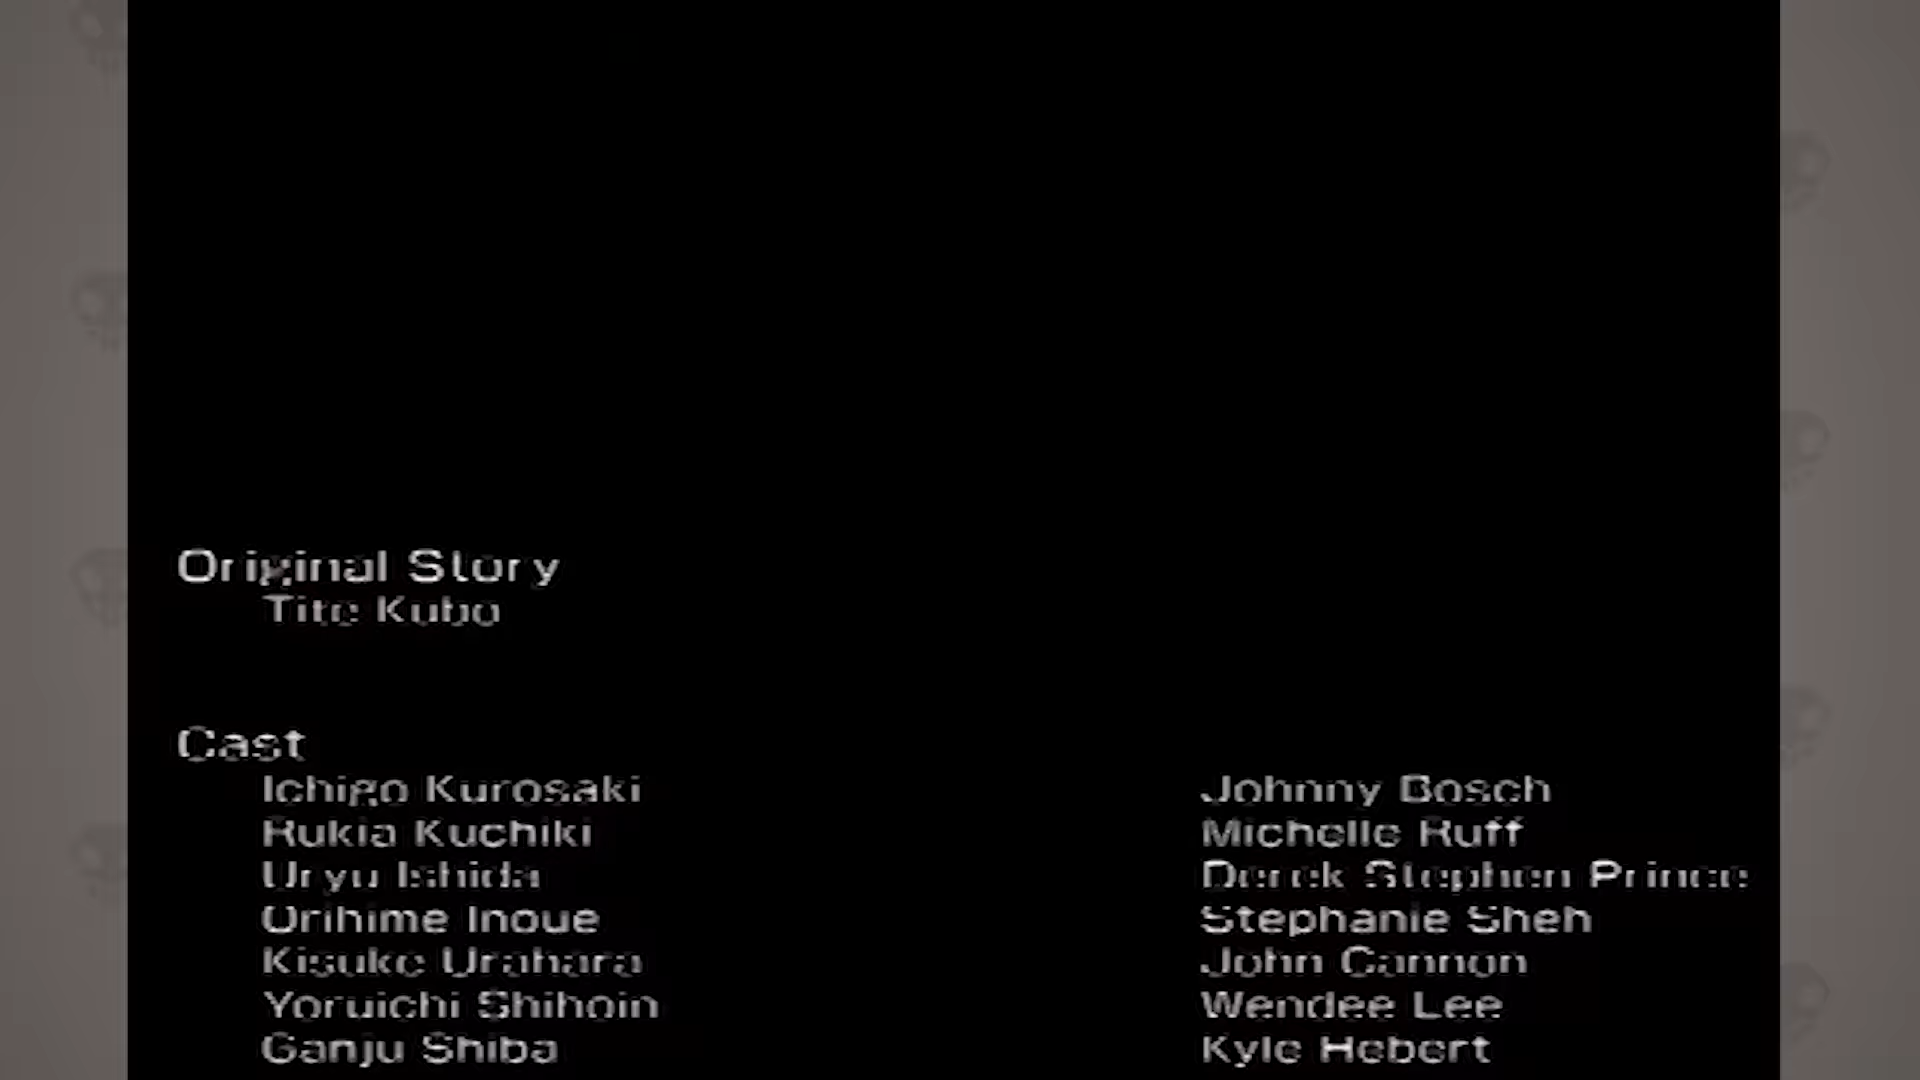 Original Story
Tite Kubo
Cast
Ichigo Kurosaki Johnny Bosch
Rukia Kuchiki Michelle Ruff
Uryu Ishida Derek Stephen Prince
Orihime Inoue Stephanie Sheh
Kisuke Urahara John Cannon
Yoruichi Shihoin Wendee Lee
Ganju Shiba Kyle Hebert